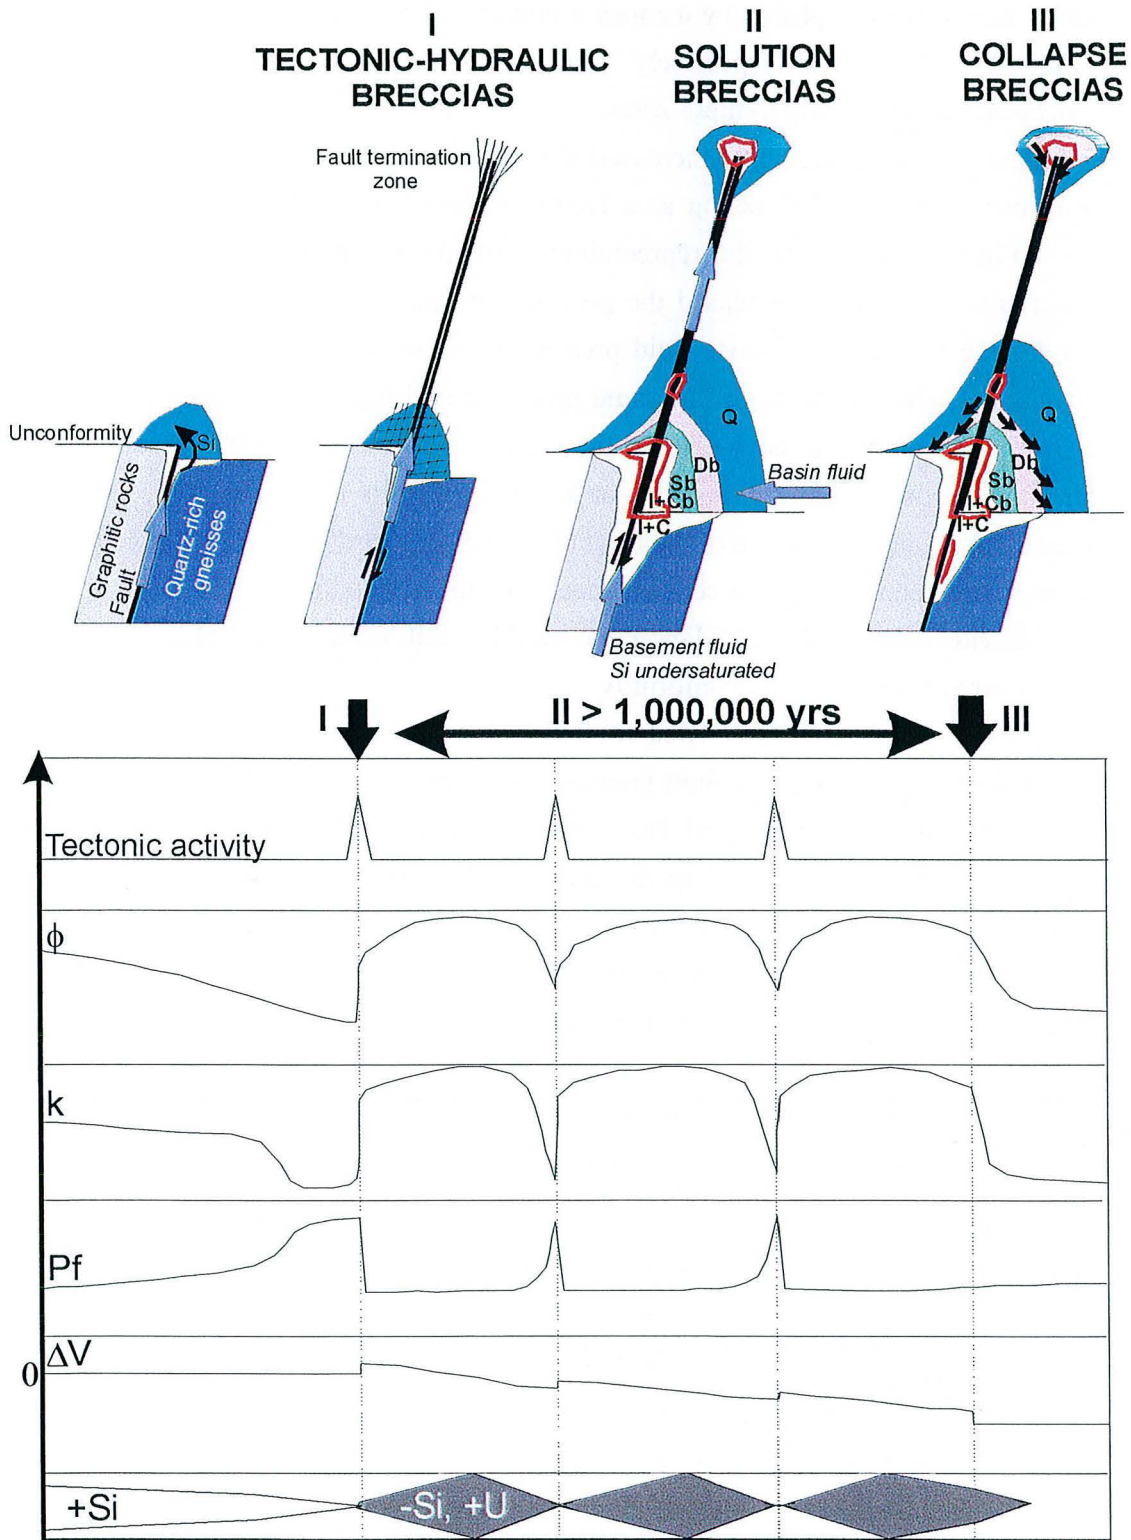 I
TECTONIC-HYDRAULIC
BRECCIAS
II
SOLUTION
BRECCIAS
III
COLLAPSE
BRECCIAS
Fault termination
zone
Unconformity
Si
Graphitic rocks
Fault
Quartz-rich
gneisses
Q
Db
Sb
I+Cb
I+C
Basin fluid
Basement fluid
Si undersaturated
Q
Db
Sb
I+Cb
I+C
I
II > 1,000,000 yrs
III
Tectonic activity
ϕ
k
Pf
ΔV
0
+Si
-Si, +U